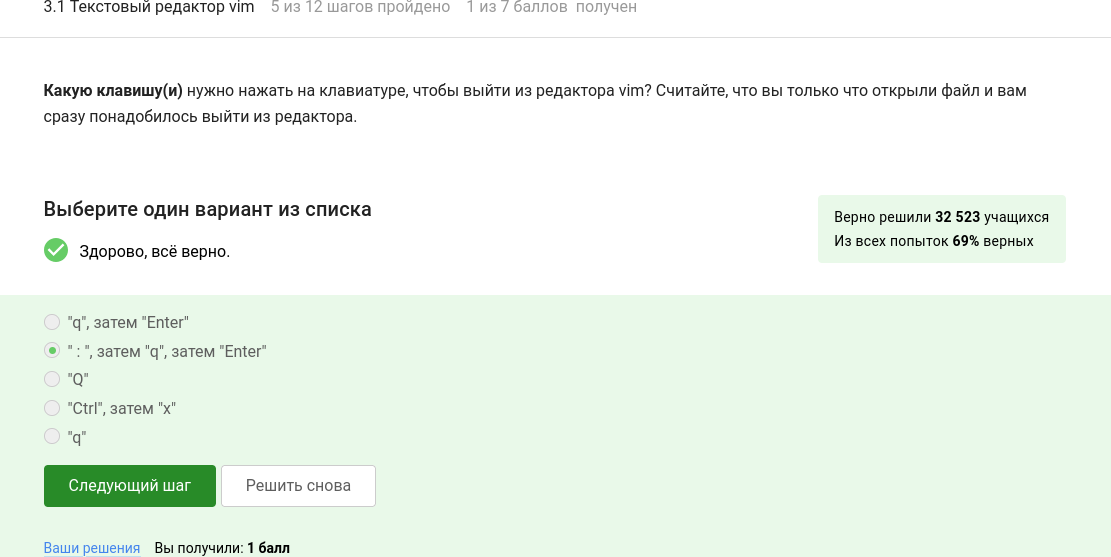 3.1 Текстовый редактор vim 5 из 12 шагов пройдено 1 из 7 баллов получен
Какую клавишу(и) нужно нажать на клавиатуре, чтобы выйти из редактора vim? Считайте, что вы только что открыли файл и вам
сразу понадобилось выйти из редактора.
Выберите один вариант из списка
Здорово, всё верно.
Верно решили 32 523 учащихся
Из всех попыток 69% верных
"q", затем "Enter"
" : ", затем "q", затем "Enter"
"Q"
"Ctrl", затем "x"
"q"
Следующий шаг Решить снова
Ваши решения Вы получили: 1 балл